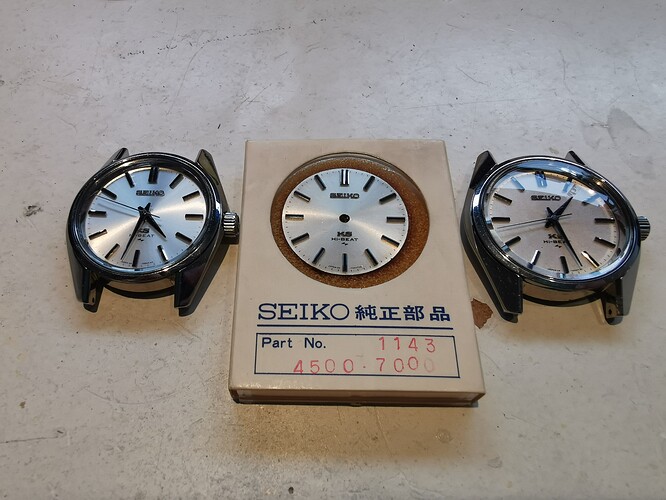 SEIKO
KS
HI-BEAT
SEIKO
KS
HI-BEAT
SEIKO 純正部品
Part No. 1143
4500-7000
SEIKO
KS
HI-BEAT